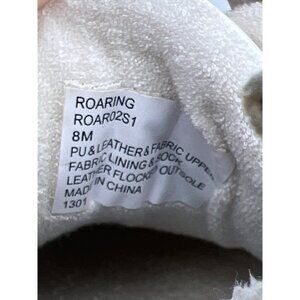 ROARING
ROAR02S1
8M
PU & LEATHER & FABRIC UPPER
FABRIC LINING & SOCK
LEATHER FLOCKED OUTSOLE
MADE IN CHINA
1301